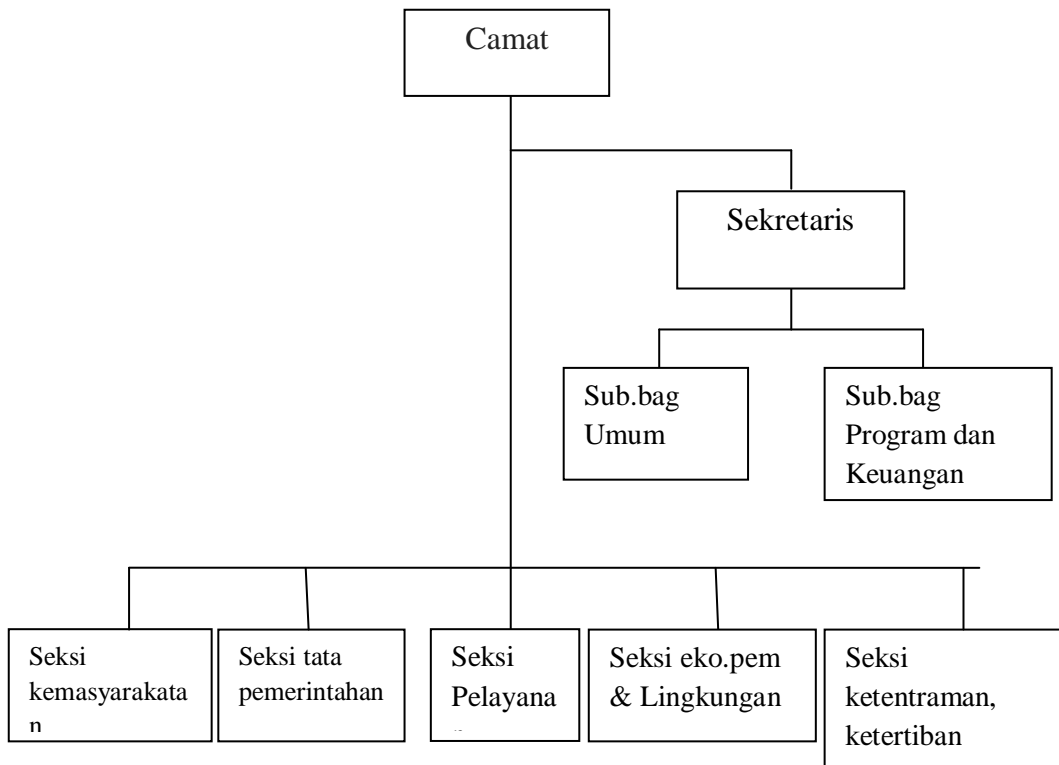 Camat
Sekretaris
Sub.bag
Umum
Sub.bag
Program dan
Keuangan
Seksi
kemasyarakata
n
Seksi tata
pemerintahan
Seksi
Pelayana
Seksi eko.pem
& Lingkungan
Seksi
ketentraman,
ketertiban